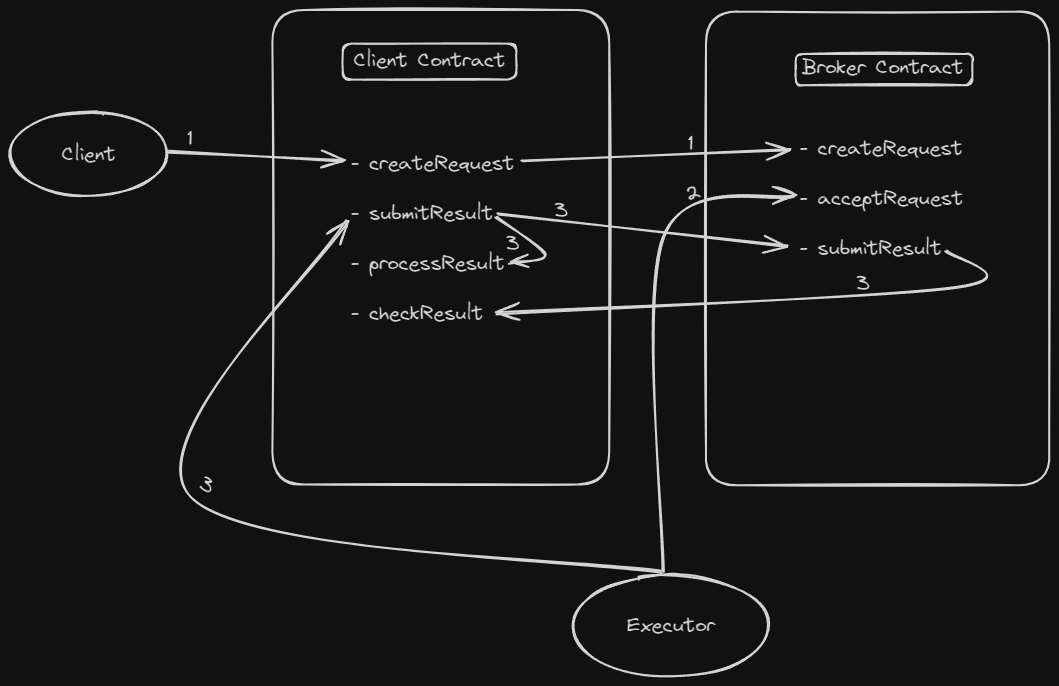 Client Contract
Broker Contract
Client
1
- createRequest
1
- createRequest
2
- acceptRequest
- submitResult
3
- submitResult
3
- processResult
3
- checkResult
3
Executor